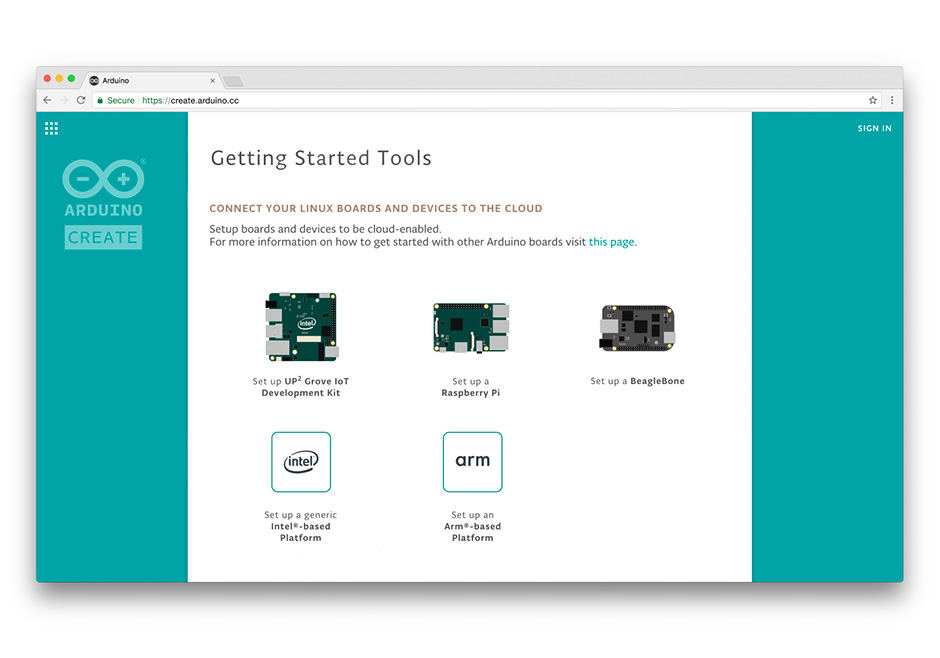 Arduino
Secure
https://create.arduino.cc
SIGN IN
ARDUINO
CREATE
Getting Started Tools
CONNECT YOUR LINUX BOARDS AND DEVICES TO THE CLOUD
Setup boards and devices to be cloud-enabled.
For more information on how to get started with other Arduino boards visit this page.
intel
Set up UP² Grove IoT
Development Kit
Set up a
Raspberry Pi
Set up a BeagleBone
intel
Set up a generic
Intel®-based
Platform
arm
Set up an
Arm®-based
Platform